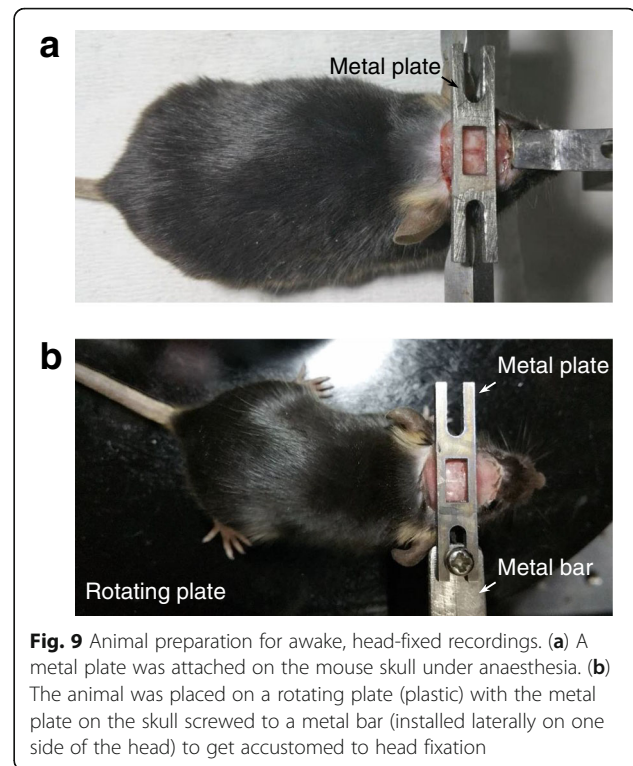 a
Metal plate
b
Metal plate
Metal bar
Rotating plate
Fig. 9 Animal preparation for awake, head-fixed recordings. (a) A
metal plate was attached on the mouse skull under anaesthesia. (b)
The animal was placed on a rotating plate (plastic) with the metal
plate on the skull screwed to a metal bar (installed laterally on one
side of the head) to get accustomed to head fixation